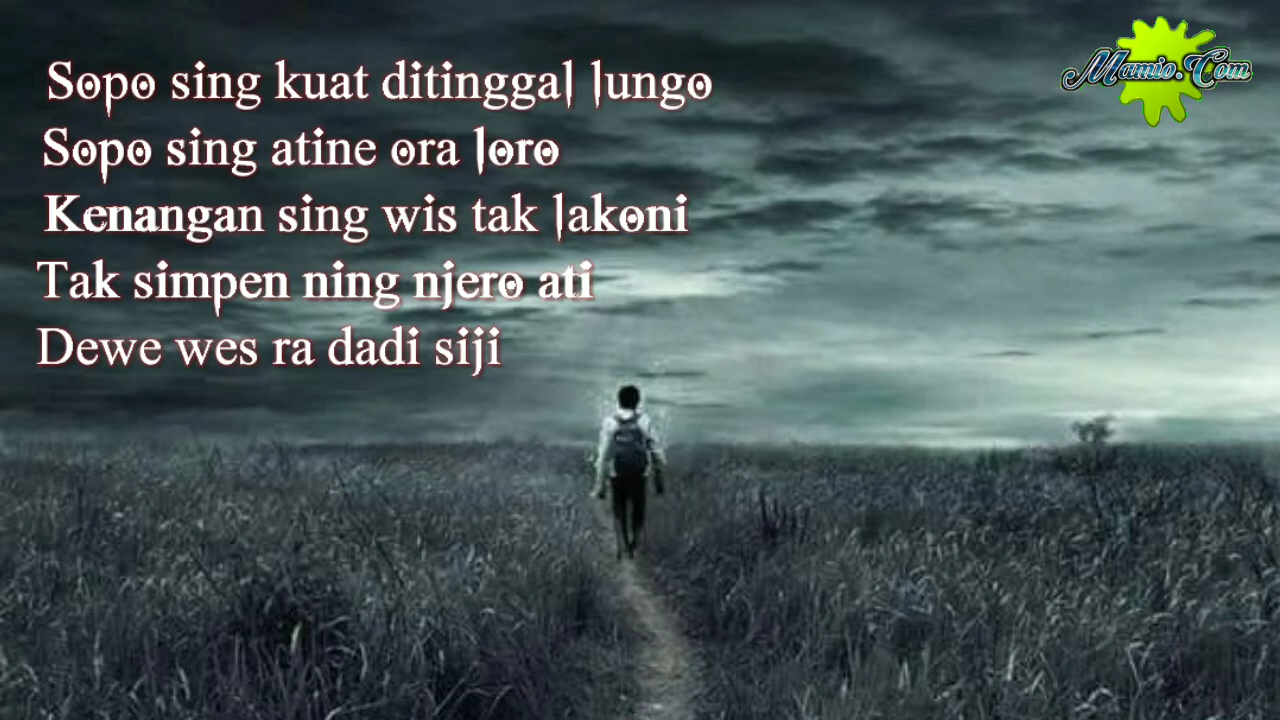 Mamio.Com
Sopo sing kuat ditinggal lungo
Sopo sing atine ora loro
Kenangan sing wis tak lakoni
Tak simpen ning njero ati
Dewe wes ra dadi siji